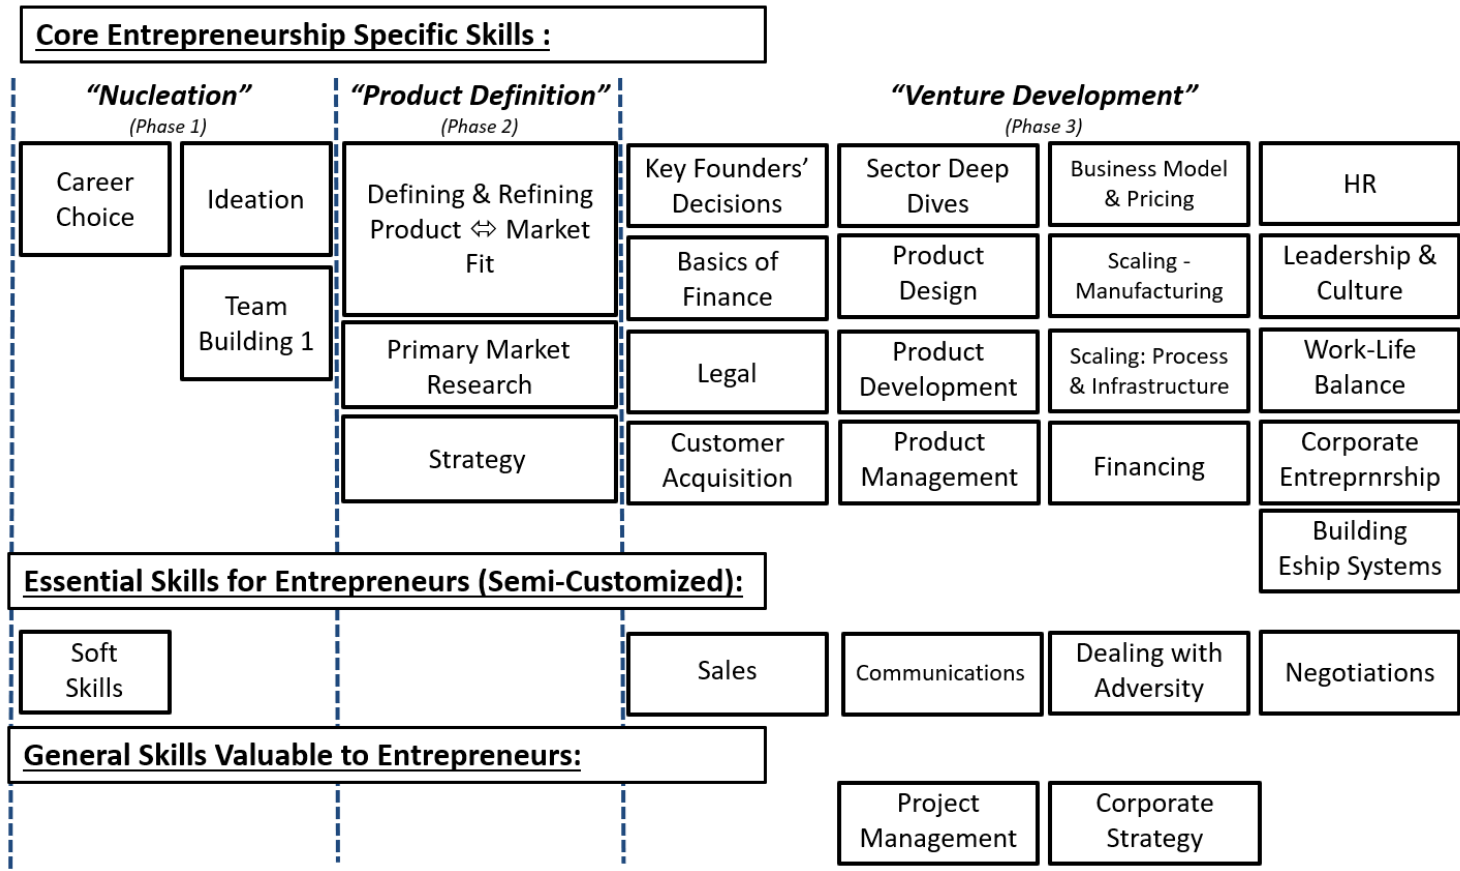 Core Entrepreneurship Specific Skills :
“Nucleation”
(Phase 1)
“Product Definition”
(Phase 2)
“Venture Development”
(Phase 3)
Career
Choice
Ideation
Team
Building 1
Defining & Refining
Product ⬄ Market
Fit
Primary Market
Research
Strategy
Key Founders’
Decisions
Basics of
Finance
Legal
Customer
Acquisition
Sector Deep
Dives
Product
Design
Product
Development
Product
Management
Business Model
& Pricing
Scaling -
Manufacturing
Scaling: Process
& Infrastructure
Financing
HR
Leadership &
Culture
Work-Life
Balance
Corporate
Entreprnrship
Building
Eship Systems
Essential Skills for Entrepreneurs (Semi-Customized):
Soft
Skills
Sales
Communications
Dealing with
Adversity
Negotiations
General Skills Valuable to Entrepreneurs:
Project
Management
Corporate
Strategy